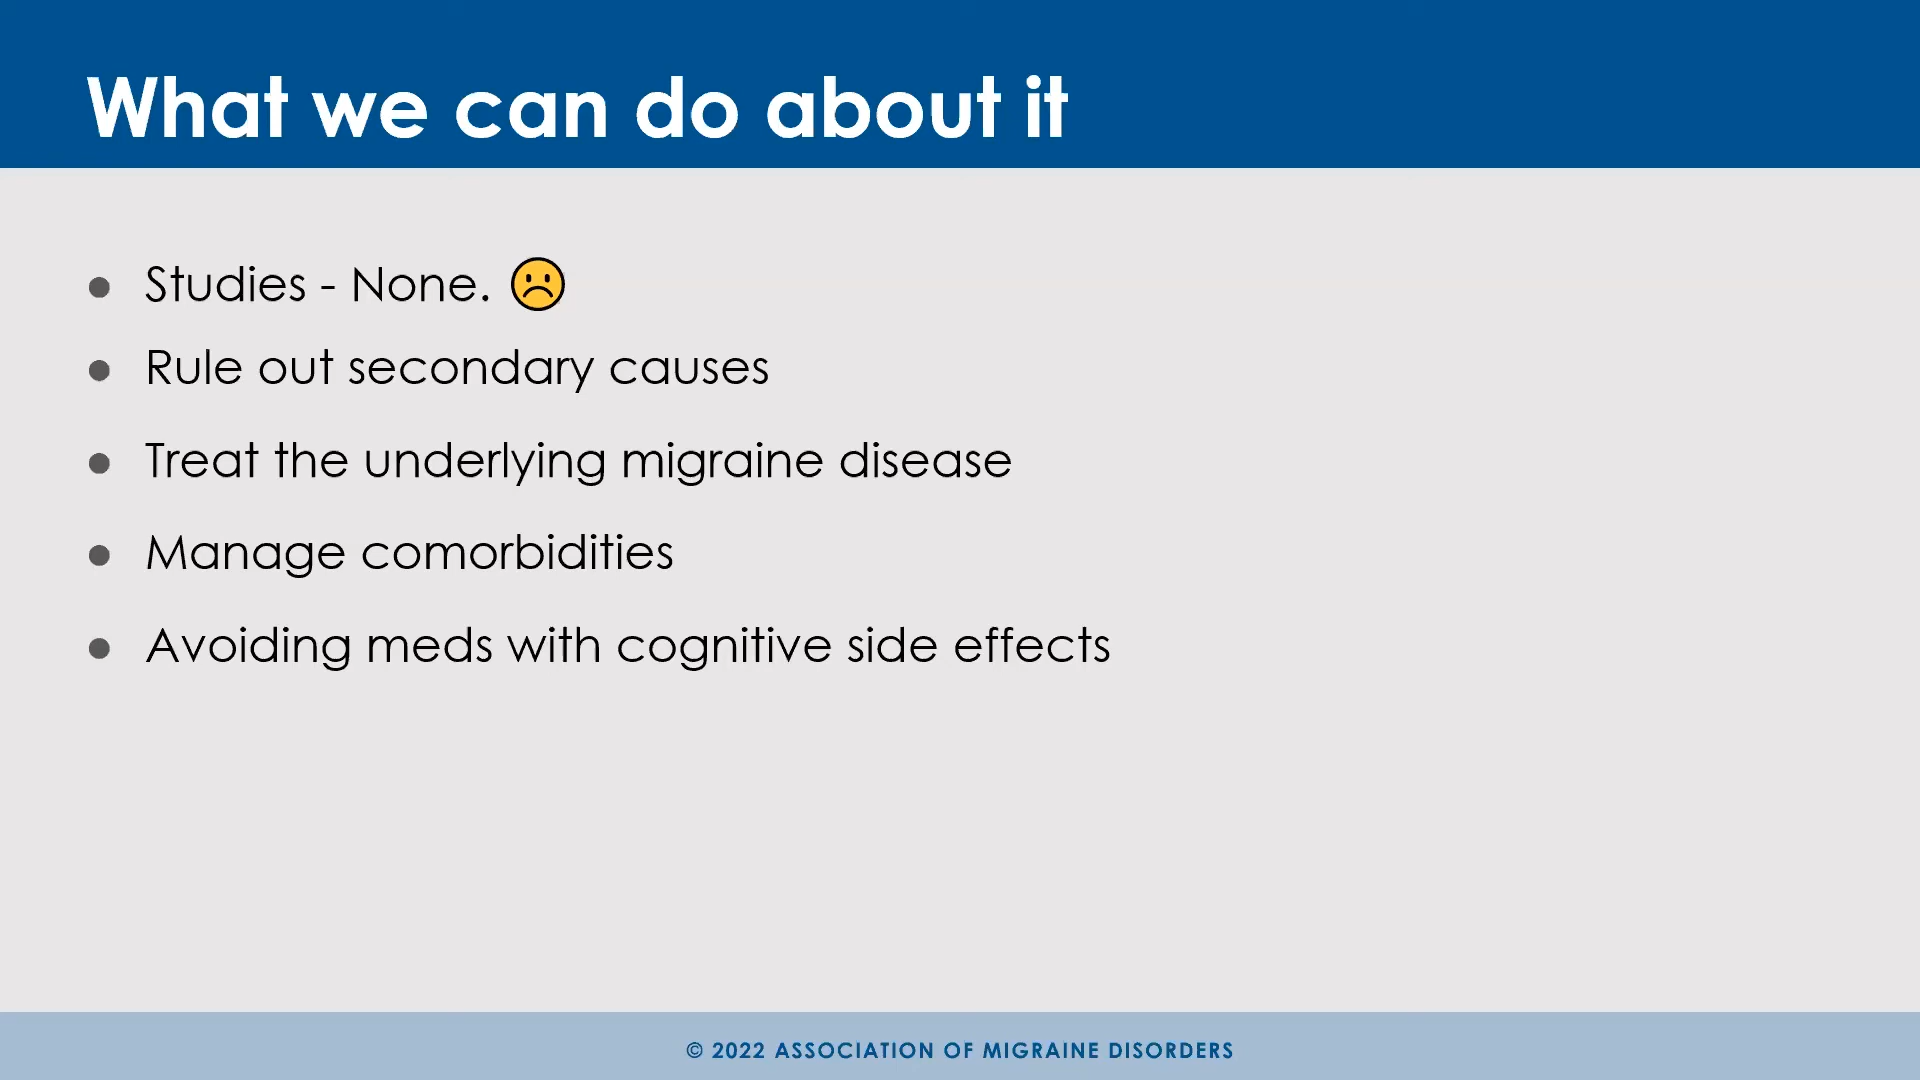 What we can do about it
● Studies - None. ☹
● Rule out secondary causes
● Treat the underlying migraine disease
● Manage comorbidities
● Avoiding meds with cognitive side effects
© 2022 ASSOCIATION OF MIGRAINE DISORDERS